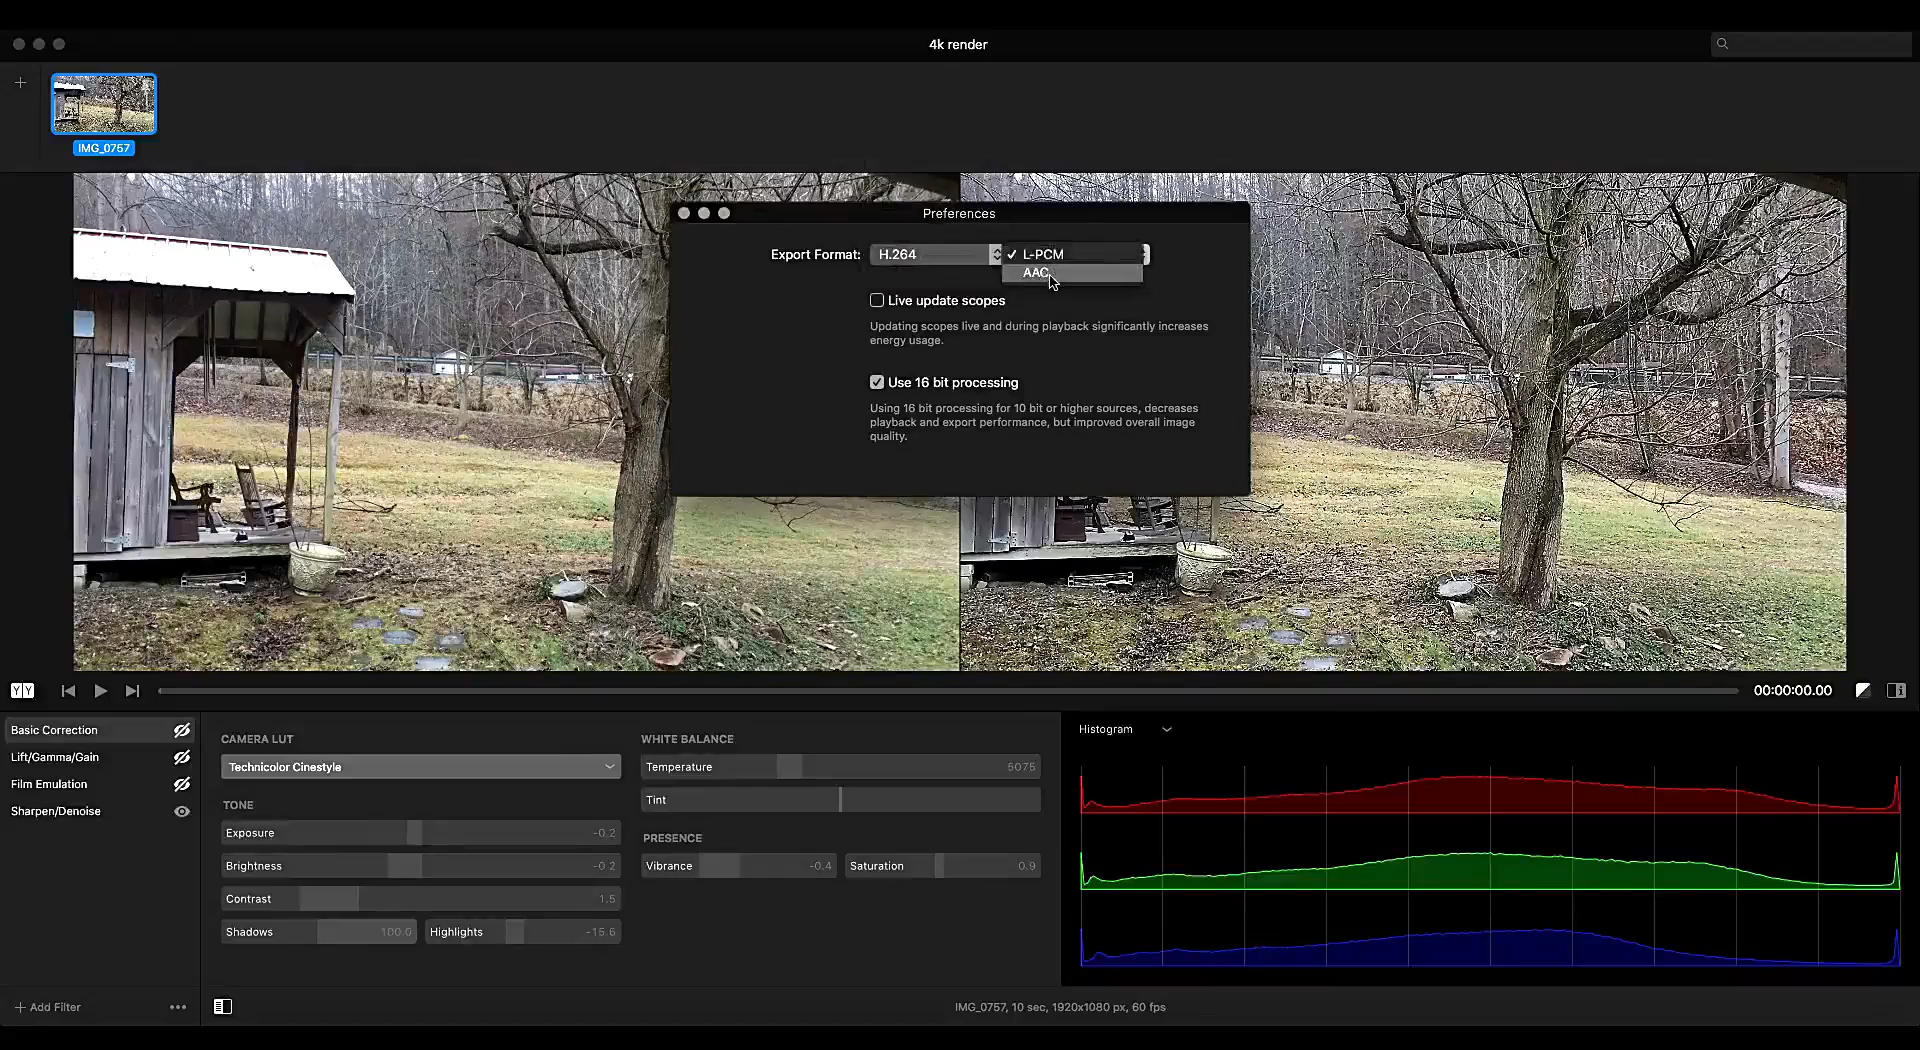 4k render
IMG_0757
Preferences
Export Format: H.264 ✓ L-PCM
AAC
Live update scopes
Updating scopes live and during playback significantly increases
energy usage.
Use 16 bit processing
Using 16 bit processing for 10 bit or higher sources, decreases
playback and export performance, but improved overall image
quality.
YY
00:00:00.00
Basic Correction
Lift/Gamma/Gain
Film Emulation
Sharpen/Denoise
CAMERA LUT
Technicolor Cinestyle
TONE
Exposure -0.2
Brightness -0.2
Contrast 1.5
Shadows 100.0 Highlights -15.6
WHITE BALANCE
Temperature 5075
Tint
PRESENCE
Vibrance -0.4 Saturation 0.9
Histogram
+ Add Filter
IMG_0757, 10 sec, 1920x1080 px, 60 fps